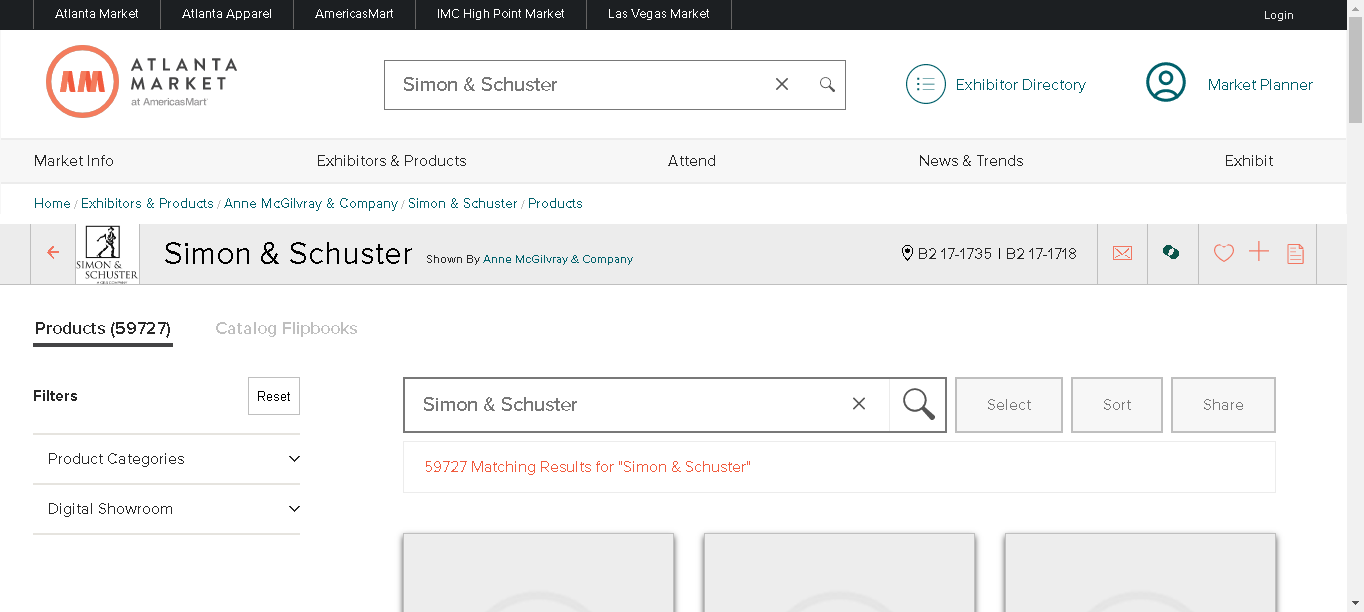 Atlanta Market
Atlanta Apparel
AmericasMart
IMC High Point Market
Las Vegas Market
Login
AM
ATLANTA
MARKET
at AmericasMart
Simon & Schuster
Exhibitor Directory
Market Planner
Market Info
Exhibitors & Products
Attend
News & Trends
Exhibit
Home / Exhibitors & Products / Anne McGilvray & Company / Simon & Schuster / Products
SIMON &
SCHUSTER
Simon & Schuster
Shown By Anne McGilvray & Company
B2 17-1735 | B2 17-1718
Products (59727)
Catalog Flipbooks
Filters
Reset
Simon & Schuster
Select
Sort
Share
Product Categories
59727 Matching Results for "Simon & Schuster"
Digital Showroom